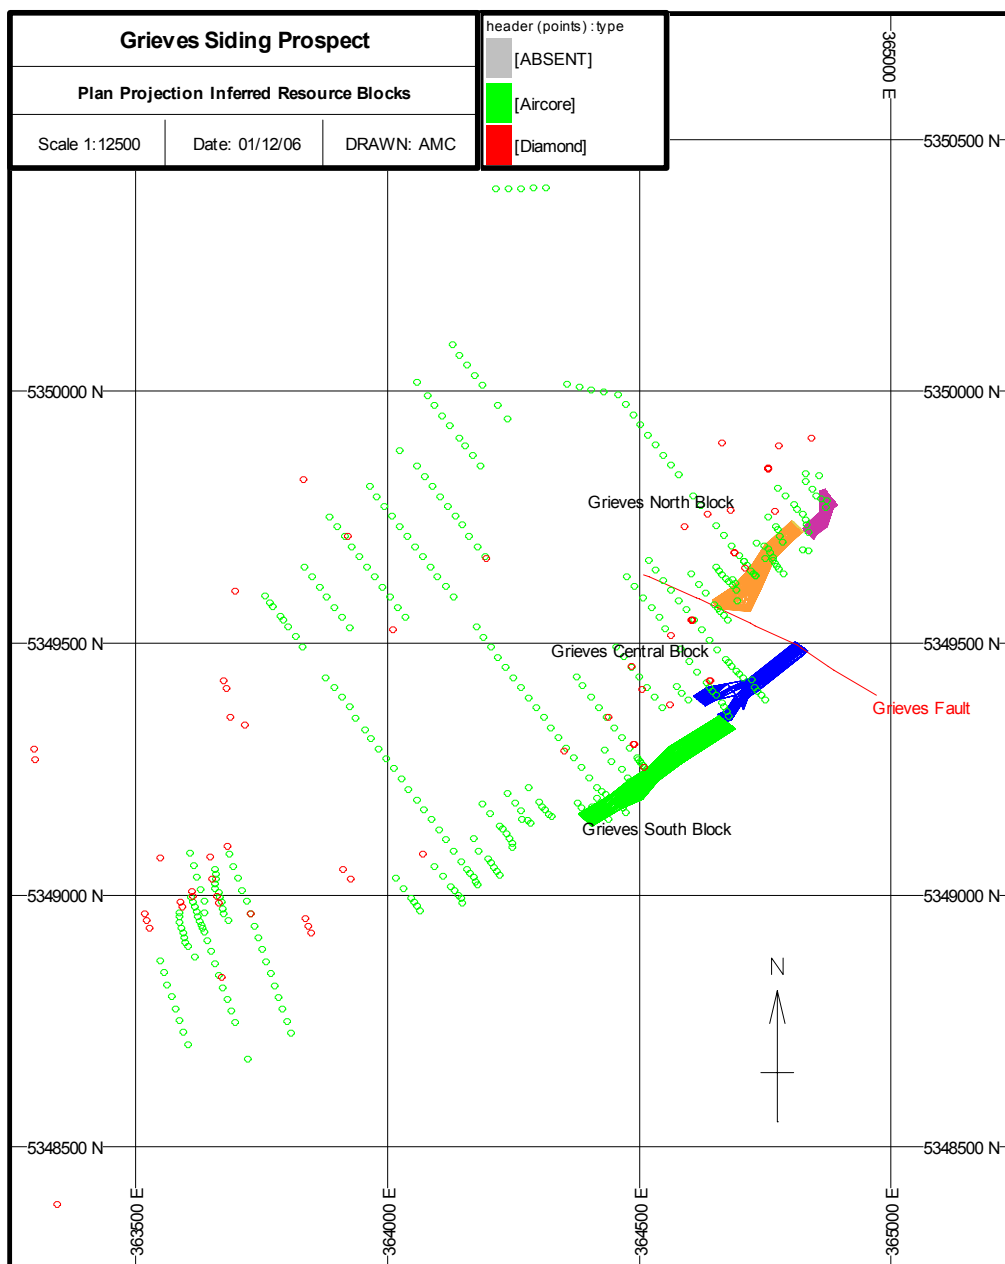 Grieves Siding Prospect
Plan Projection Inferred Resource Blocks
Scale 1:12500
Date: 01/12/06
DRAWN: AMC
header (points) :type
[ABSENT]
[Aircore]
[Diamond]
365000 E
5350500 N
5350000 N
5350000 N
Grieves North Block
5349500 N
5349500 N
Grieves Central Block
Grieves Fault
Grieves South Block
5349000 N
5349000 N
N
5348500 N
5348500 N
363500 E
364000 E
364500 E
365000 E